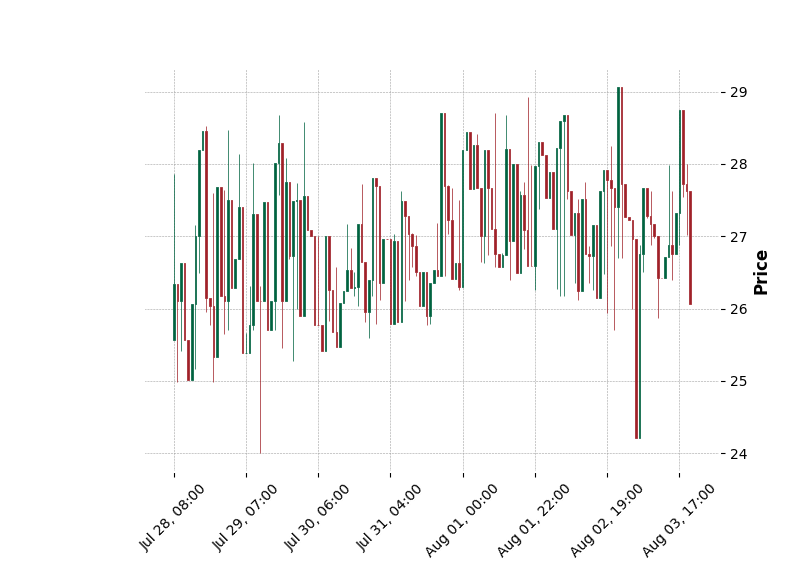 29
28
27
26
25
24
Price
Jul 28, 08:00
Jul 29, 07:00
Jul 30, 06:00
Jul 31, 04:00
Aug 01, 00:00
Aug 01, 22:00
Aug 02, 19:00
Aug 03, 17:00